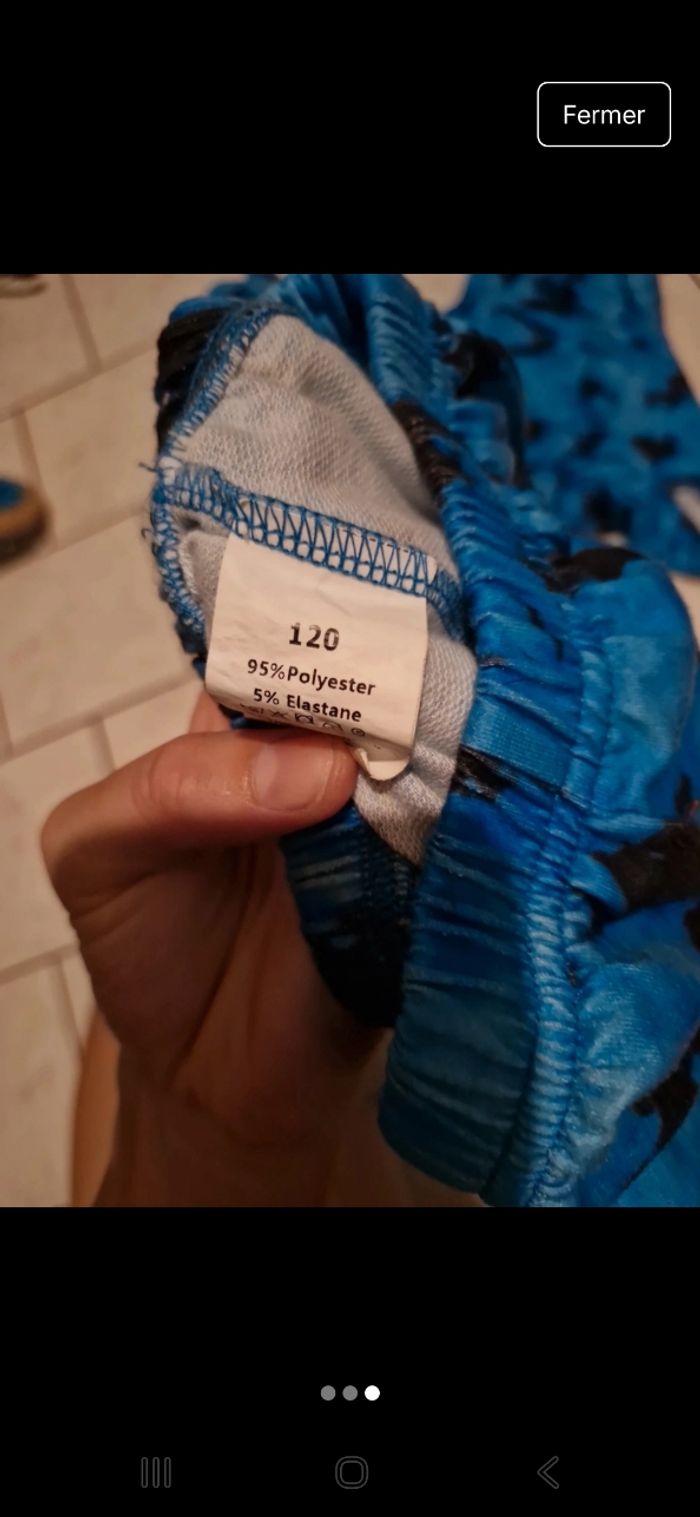 Fermer
120
95%Polyester
5% Elastane